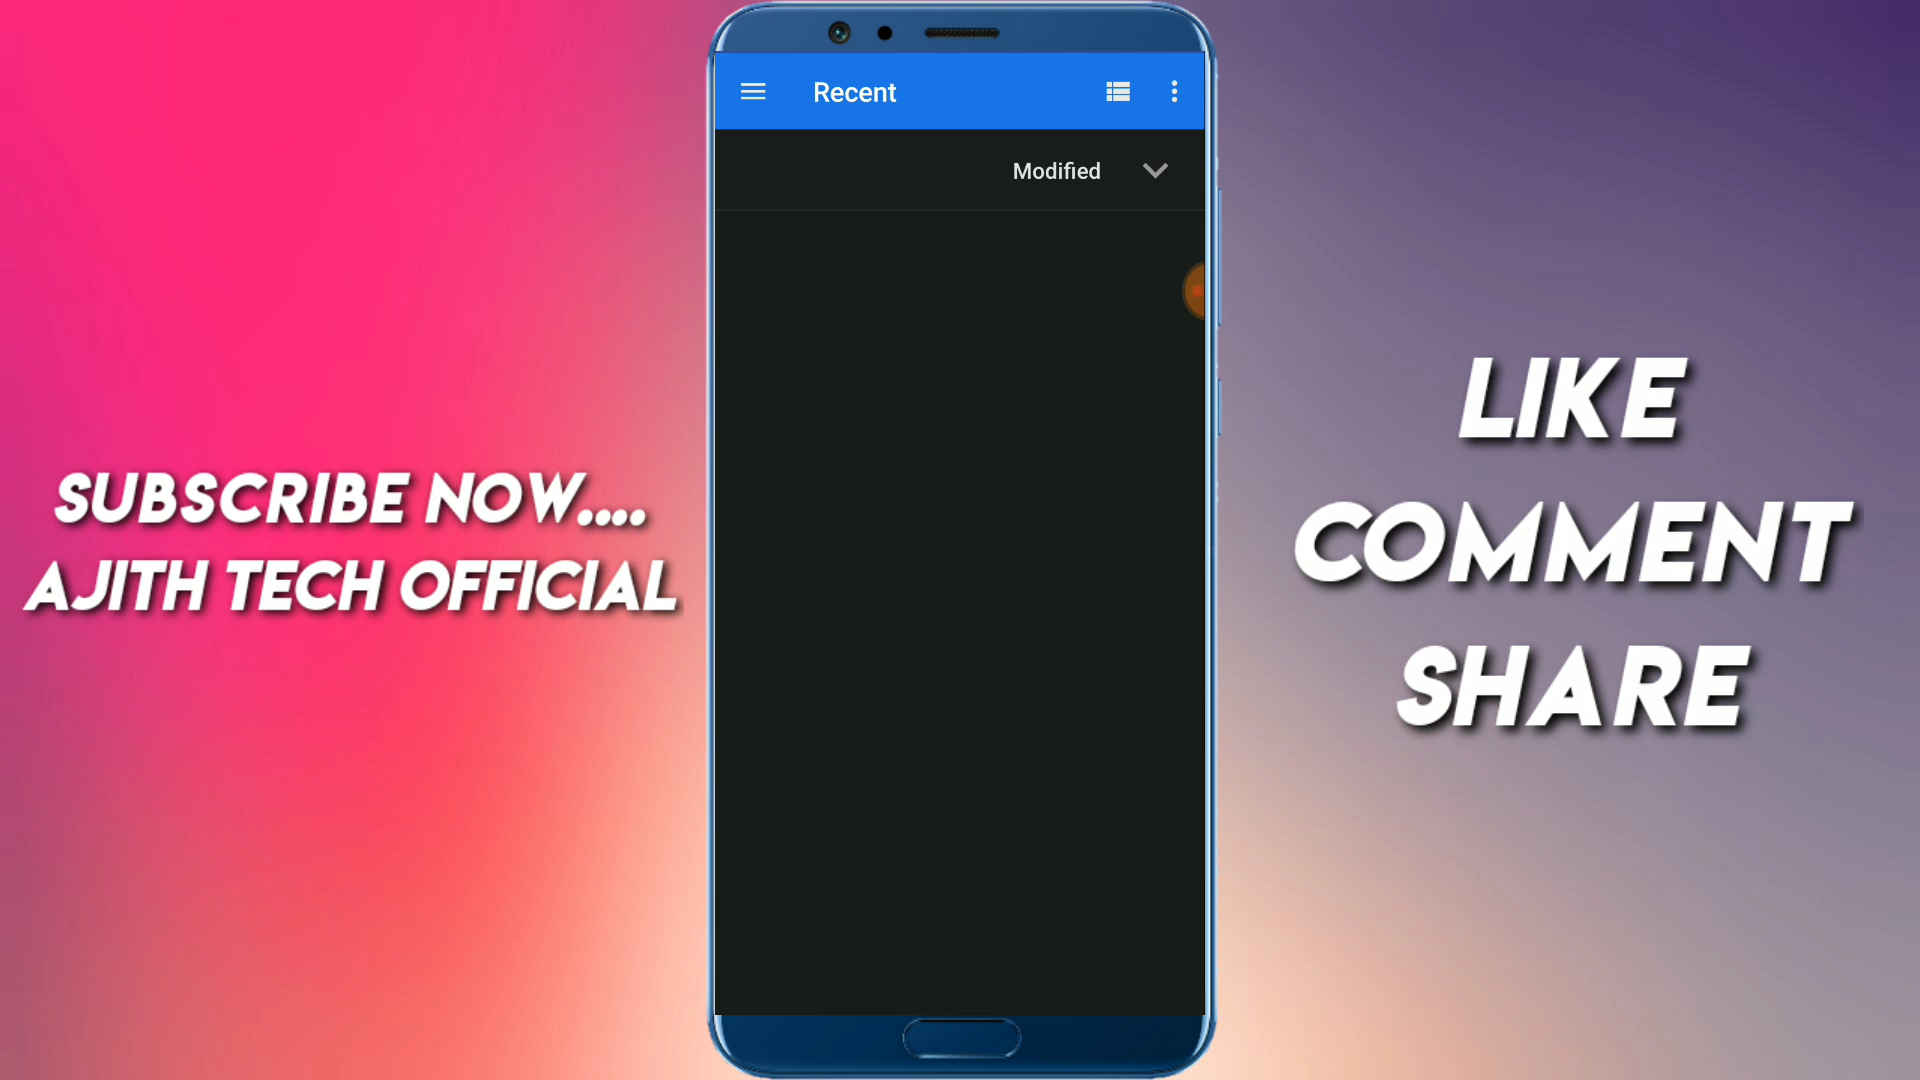 Recent
Modified
SUBSCRIBE NOW....
AJITH TECH OFFICIAL
LIKE
COMMENT
SHARE